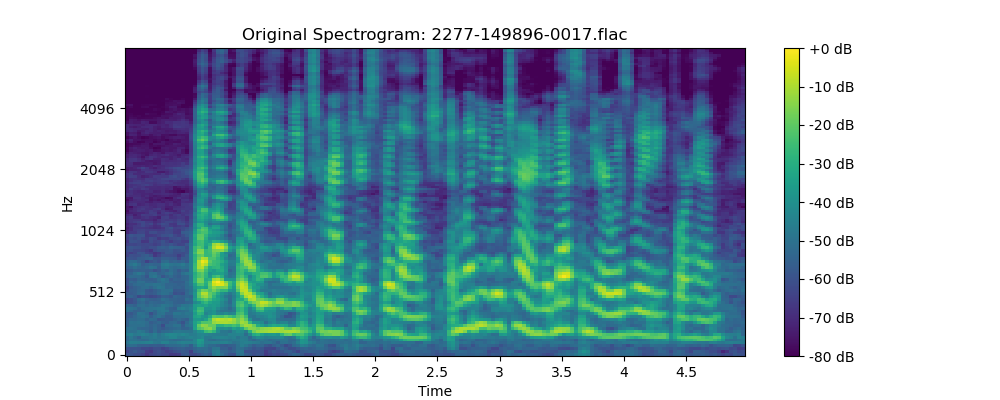 Original Spectrogram: 2277-149896-0017.flac
Hz
4096
2048
1024
512
0
0 0.5 1 1.5 2 2.5 3 3.5 4 4.5
Time
+0 dB
-10 dB
-20 dB
-30 dB
-40 dB
-50 dB
-60 dB
-70 dB
-80 dB